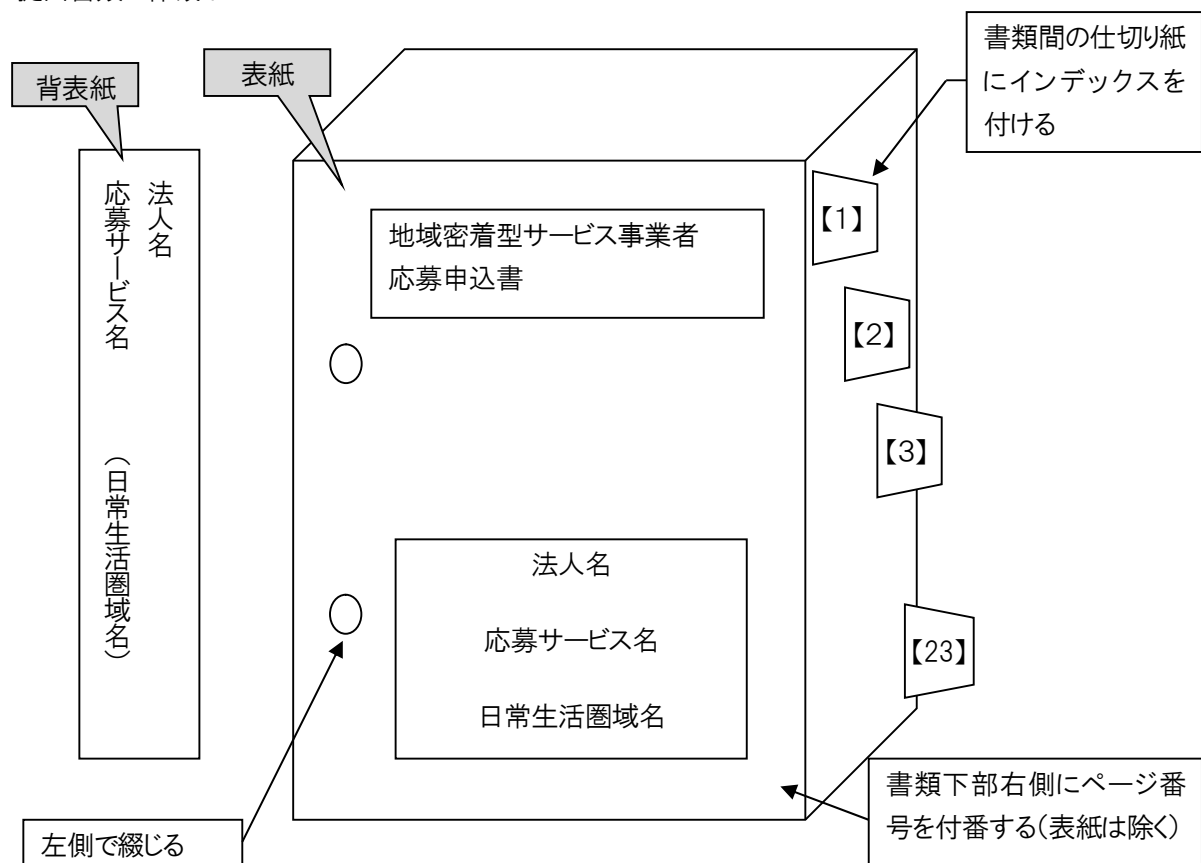 背表紙
表紙
書類間の仕切り紙
にインデックスを
付ける
法人名
応募サービス名　（日常生活圏域名）
地域密着型サービス事業者
応募申込書
【1】
【2】
【3】
【23】
法人名
応募サービス名
日常生活圏域名
左側で綴じる
書類下部右側にページ番
号を付番する（表紙は除く）